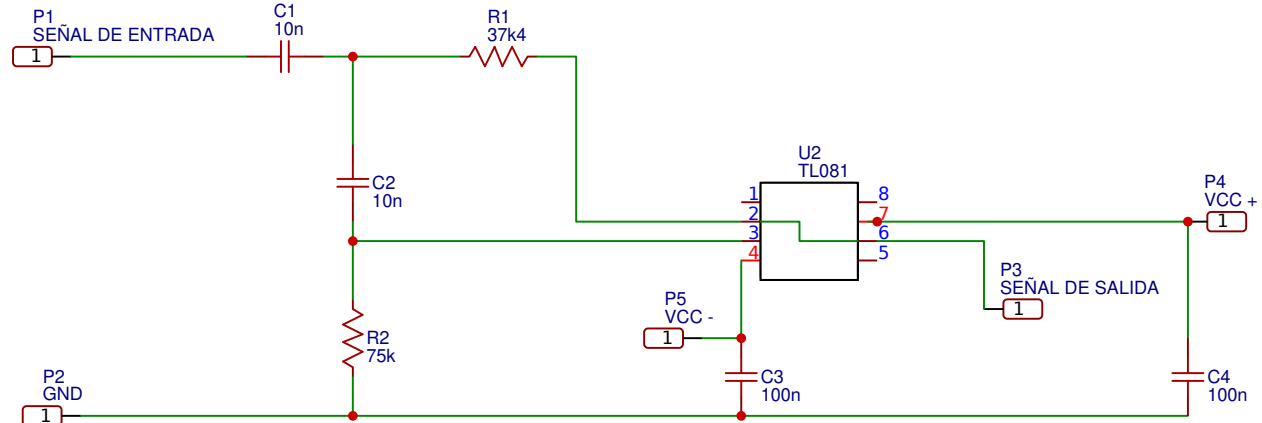 P1
SEÑAL DE ENTRADA
1
C1
10n
R1
37k4
C2
10n
U2
TL081
1
2
3
4
8
7
6
5
P4
VCC +
1
P3
SEÑAL DE SALIDA
1
P5
VCC -
1
R2
75k
C3
100n
C4
100n
P2
GND
1